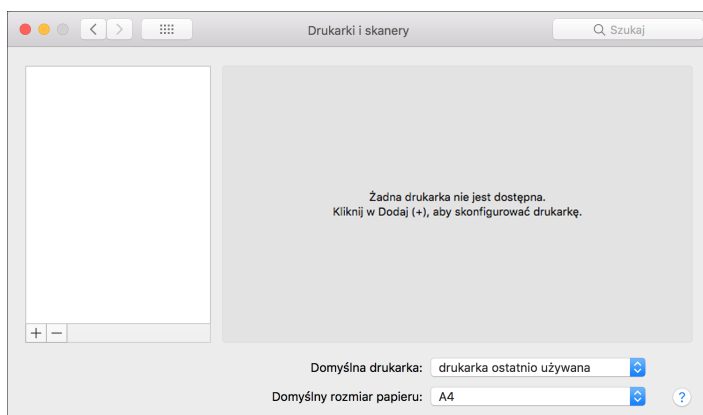 Drukarki i skanery
Szukaj
Żadna drukarka nie jest dostępna.
Kliknij w Dodaj (+), aby skonfigurować drukarkę.
+ −
Domyślna drukarka: drukarka ostatnio używana
Domyślny rozmiar papieru: A4
?